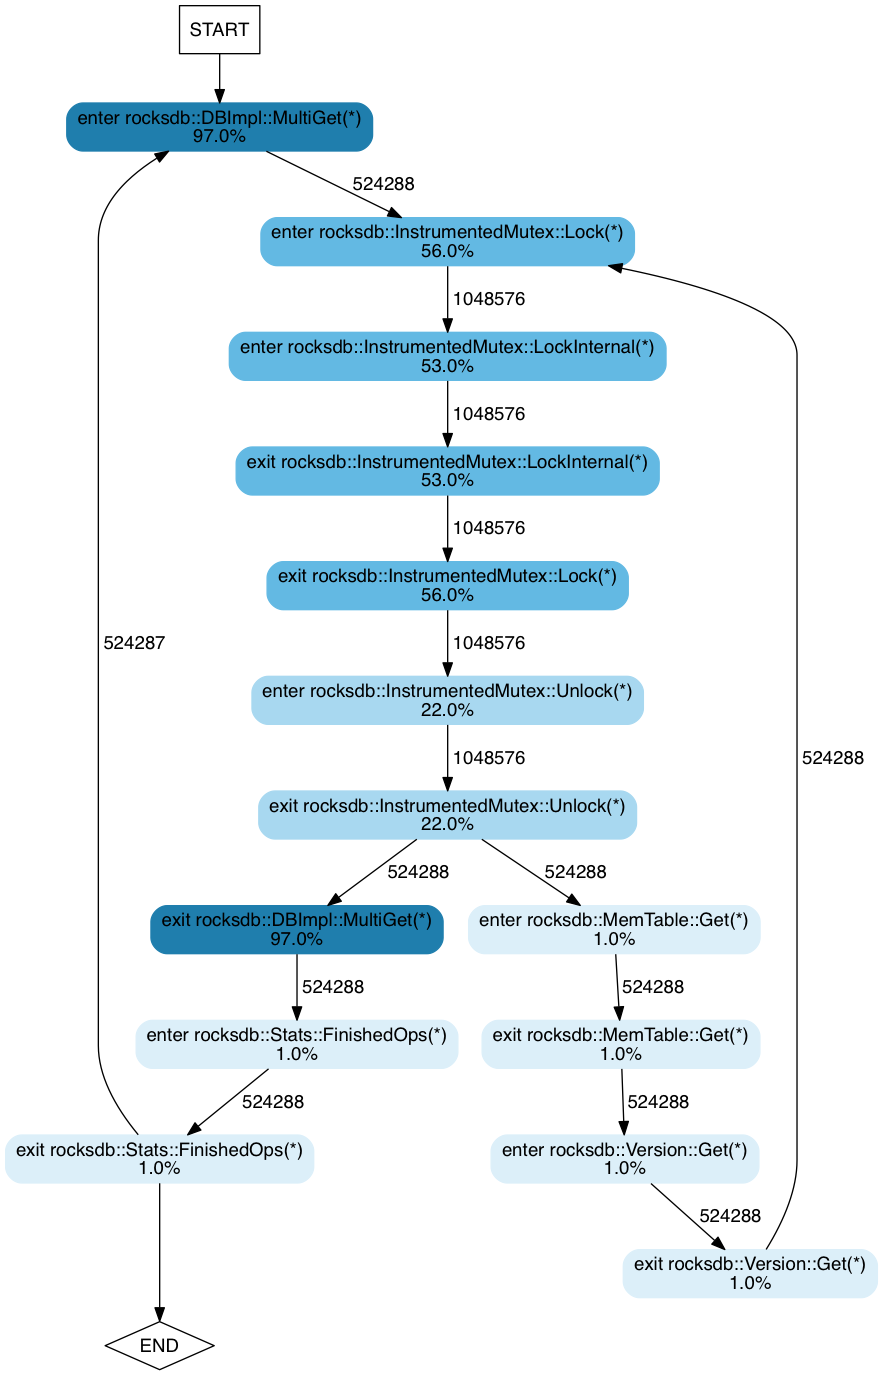 START
enter rocksdb::DBImpl::MultiGet(*)
97.0%
524288
enter rocksdb::InstrumentedMutex::Lock(*)
56.0%
1048576
enter rocksdb::InstrumentedMutex::LockInternal(*)
53.0%
1048576
exit rocksdb::InstrumentedMutex::LockInternal(*)
53.0%
1048576
exit rocksdb::InstrumentedMutex::Lock(*)
56.0%
524287
1048576
enter rocksdb::InstrumentedMutex::Unlock(*)
22.0%
1048576
524288
exit rocksdb::InstrumentedMutex::Unlock(*)
22.0%
524288
524288
exit rocksdb::DBImpl::MultiGet(*)
97.0%
enter rocksdb::MemTable::Get(*)
1.0%
524288
524288
enter rocksdb::Stats::FinishedOps(*)
1.0%
exit rocksdb::MemTable::Get(*)
1.0%
524288
524288
exit rocksdb::Stats::FinishedOps(*)
1.0%
enter rocksdb::Version::Get(*)
1.0%
524288
exit rocksdb::Version::Get(*)
1.0%
END